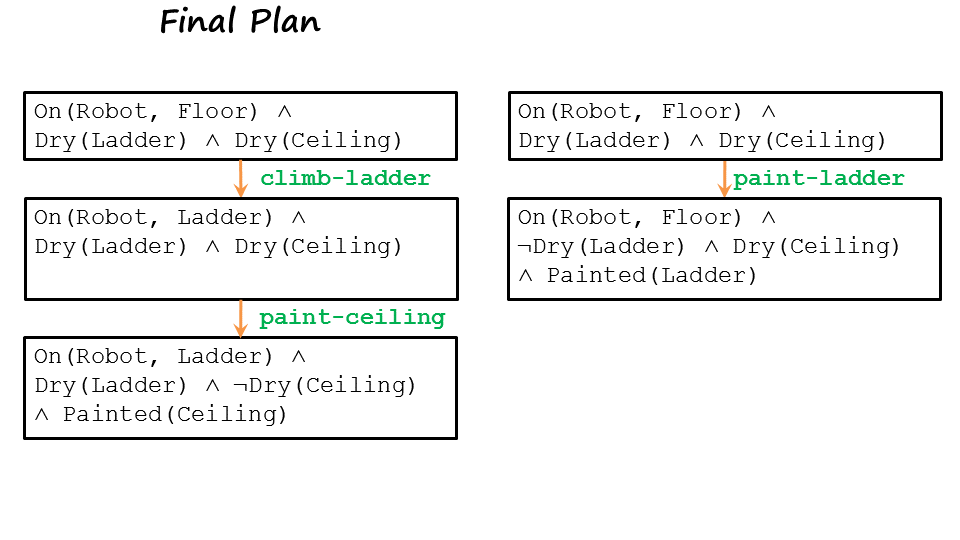 Final Plan
On(Robot, Floor) ∧
Dry(Ladder) ∧ Dry(Ceiling)
climb-ladder
On(Robot, Ladder) ∧
Dry(Ladder) ∧ Dry(Ceiling)
paint-ceiling
On(Robot, Ladder) ∧
Dry(Ladder) ∧ ¬Dry(Ceiling)
∧ Painted(Ceiling)
On(Robot, Floor) ∧
Dry(Ladder) ∧ Dry(Ceiling)
paint-ladder
On(Robot, Floor) ∧
¬Dry(Ladder) ∧ Dry(Ceiling)
∧ Painted(Ladder)